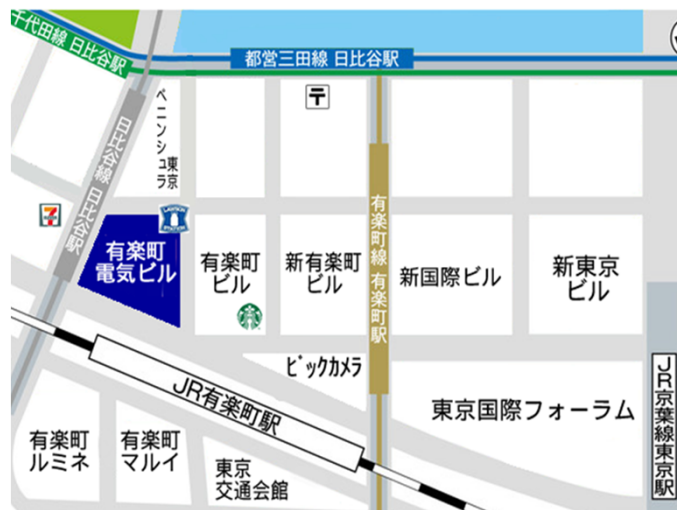 千代田線 日比谷駅
都営三田線 日比谷駅
〒
ペニンシュラ
東京
日比谷線 日比谷駅
7
LAWSON
STATION
有楽町
電気ビル
有楽町
ビル
新有楽町
ビル
有楽町線 有楽町駅
新国際ビル
新東京
ビル
ビックカメラ
JR有楽町駅
東京国際フォーラム
JR京葉線東京駅
有楽町
ルミネ
有楽町
マルイ
東京
交通会館